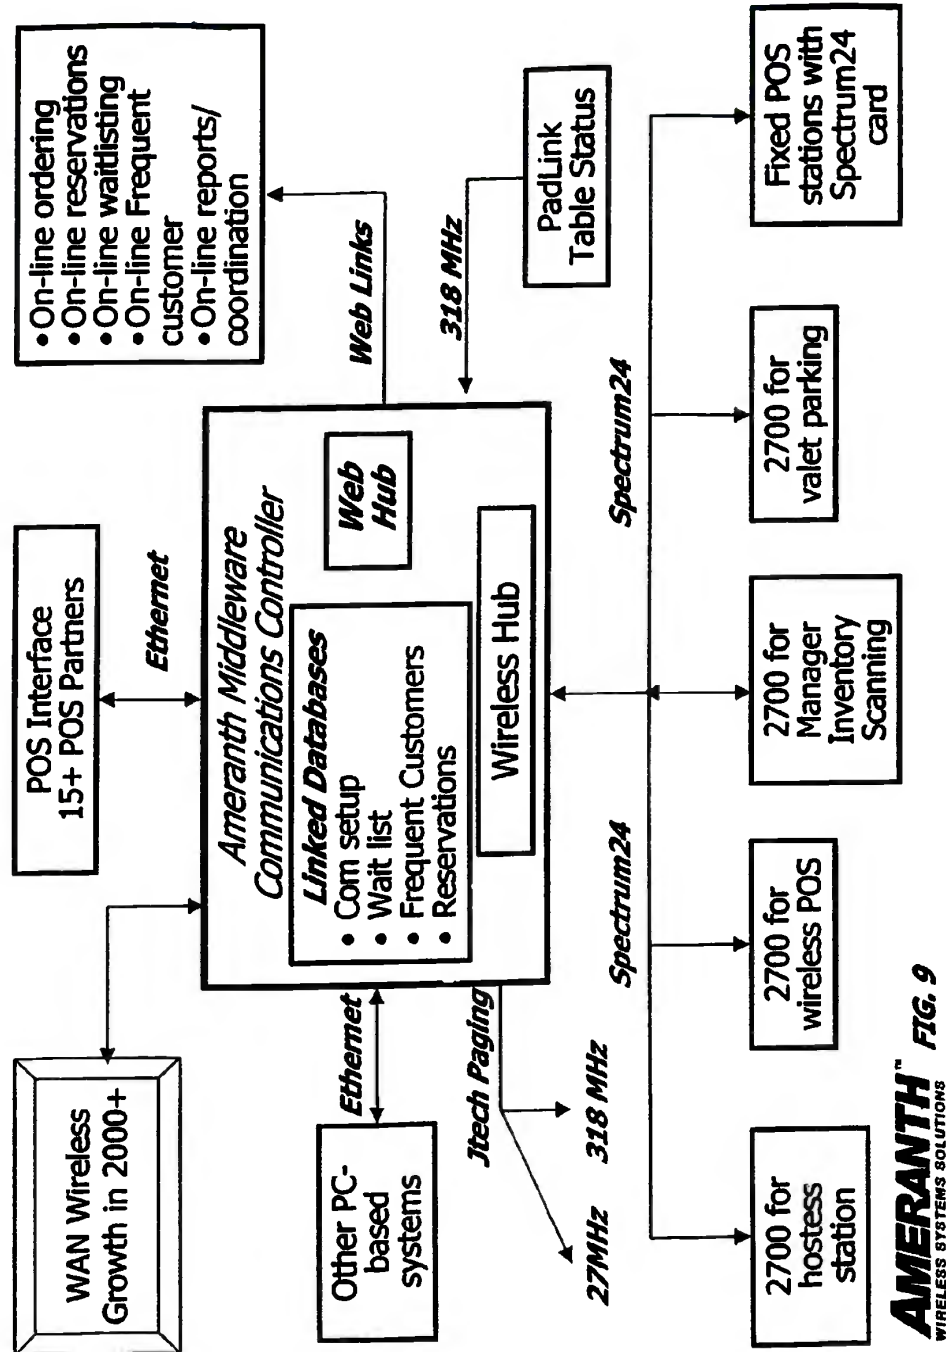 WAN Wireless
Growth in 2000+
POS Interface
15+ POS Partners
• On-line ordering
• On-line reservations
• On-line waitlisting
• On-line Frequent
customer
• On-line reports/
coordination
Ethernet
Web Links
Other PC-
based
systems
Ethernet
Ameranth Middleware
Communications Controller
Linked Databases
• Com setup
• Wait list
• Frequent Customers
• Reservations
Web
Hub
Wireless Hub
318 MHz
PadLink
Table Status
Jtech Paging
27MHz
318 MHz
Spectrum24
Spectrum24
2700 for
hostess
station
2700 for
wireless POS
2700 for
Manager
Inventory
Scanning
2700 for
valet parking
Fixed POS
stations with
Spectrum24
card
AMERANTH™
WIRELESS SYSTEMS SOLUTIONS
FIG. 9